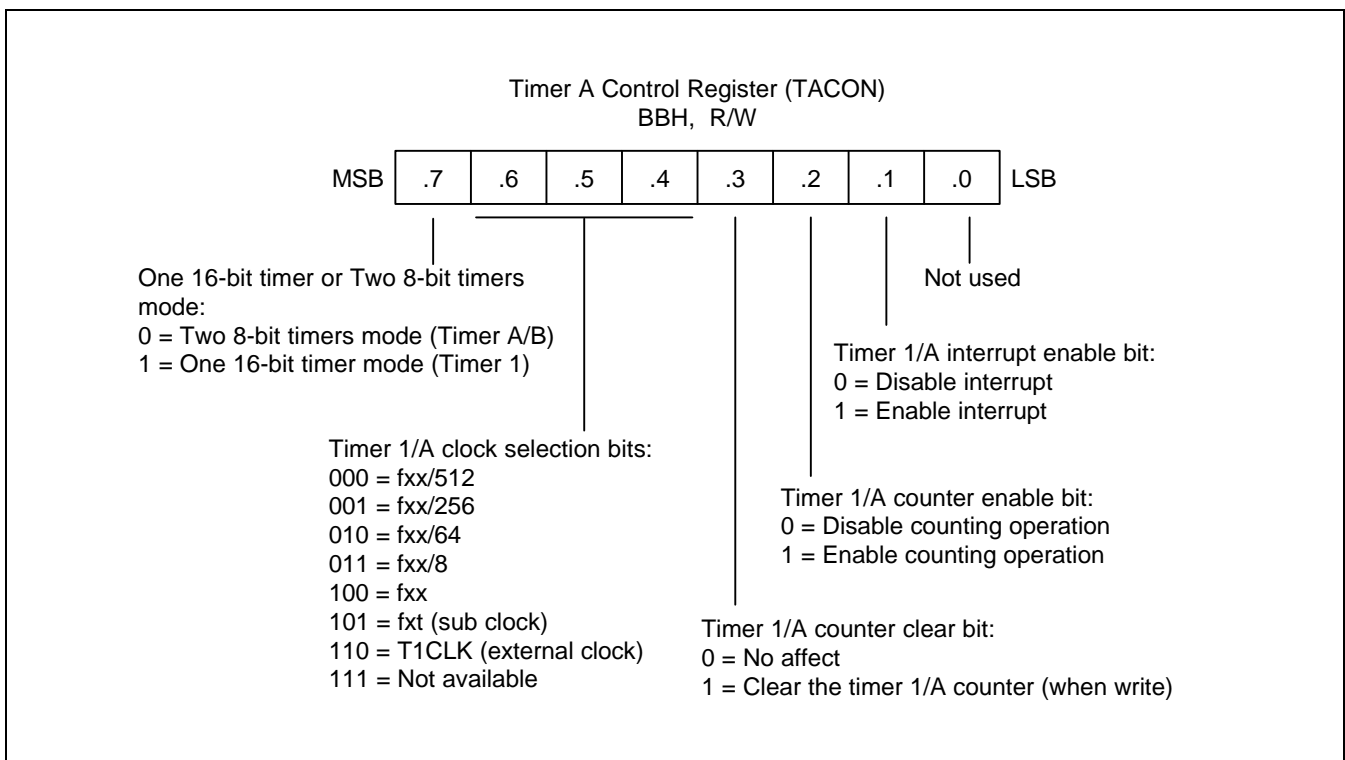 Timer A Control Register (TACON)
BBH, R/W
MSB .7 .6 .5 .4 .3 .2 .1 .0 LSB
One 16-bit timer or Two 8-bit timers
mode:
0 = Two 8-bit timers mode (Timer A/B)
1 = One 16-bit timer mode (Timer 1)
Not used
Timer 1/A interrupt enable bit:
0 = Disable interrupt
1 = Enable interrupt
Timer 1/A clock selection bits:
000 = fxx/512
001 = fxx/256
010 = fxx/64
011 = fxx/8
100 = fxx
101 = fxt (sub clock)
110 = T1CLK (external clock)
111 = Not available
Timer 1/A counter enable bit:
0 = Disable counting operation
1 = Enable counting operation
Timer 1/A counter clear bit:
0 = No affect
1 = Clear the timer 1/A counter (when write)